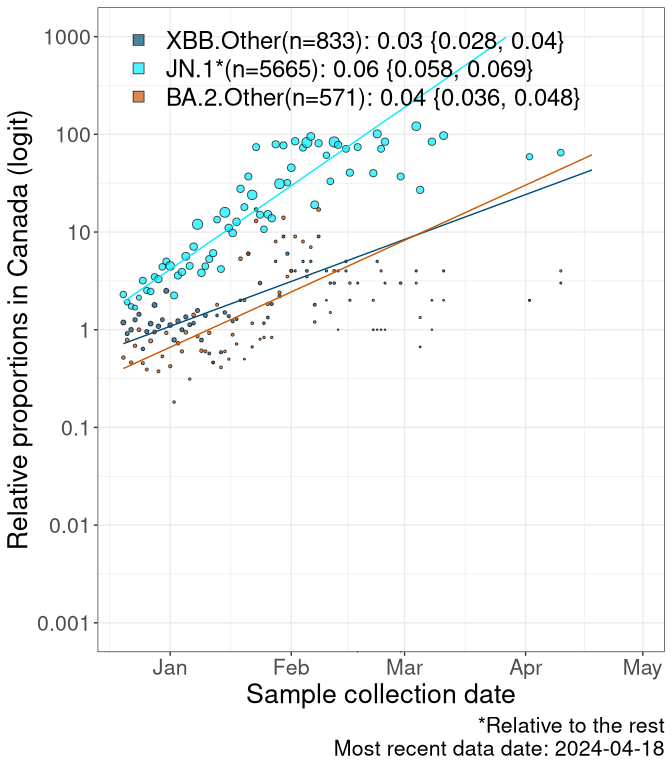 XBB.Other(n=833): 0.03 {0.028, 0.04}
JN.1*(n=5665): 0.06 {0.058, 0.069}
BA.2.Other(n=571): 0.04 {0.036, 0.048}
Relative proportions in Canada (logit)
1000
100
10
1
0.1
0.01
0.001
Jan Feb Mar Apr May
Sample collection date
*Relative to the rest
Most recent data date: 2024-04-18